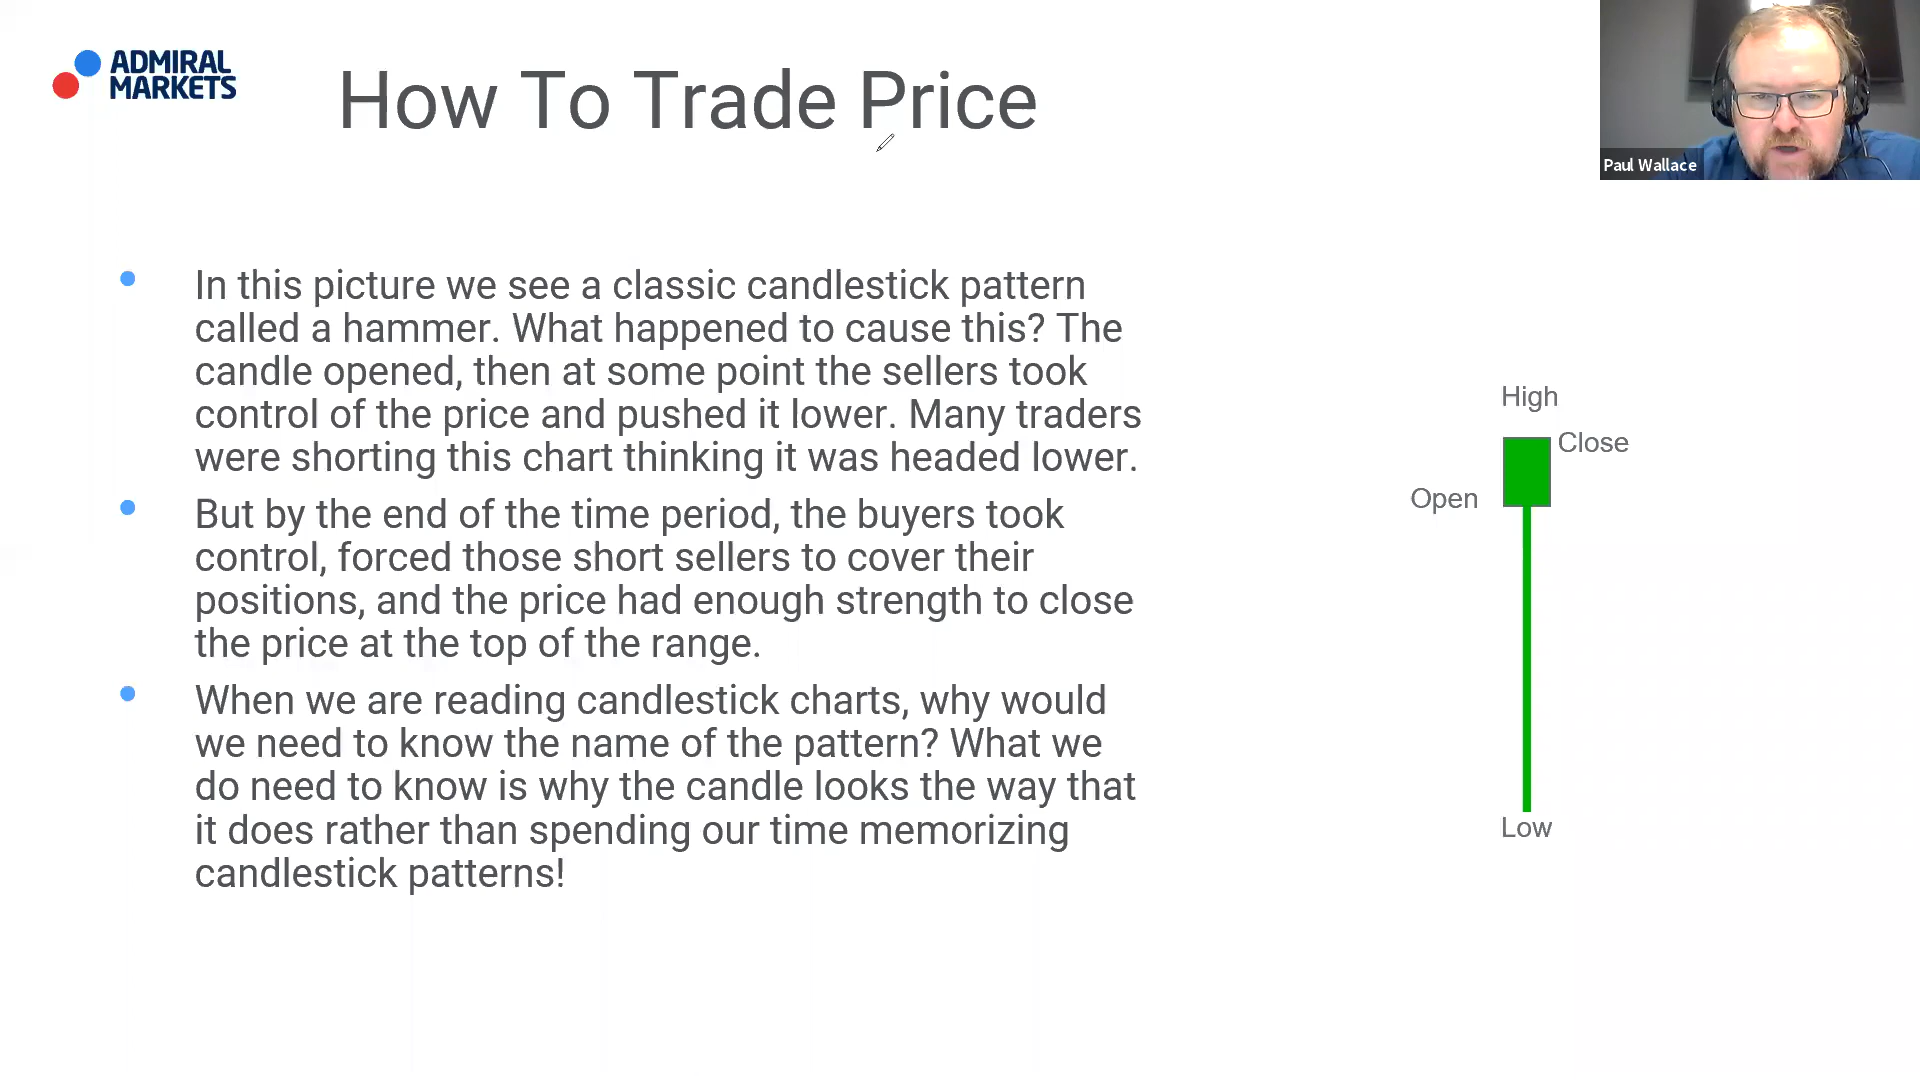 ADMIRAL
MARKETS
How To Trade Price
Paul Wallace
In this picture we see a classic candlestick pattern
called a hammer. What happened to cause this? The
candle opened, then at some point the sellers took
control of the price and pushed it lower. Many traders
were shorting this chart thinking it was headed lower.
But by the end of the time period, the buyers took
control, forced those short sellers to cover their
positions, and the price had enough strength to close
the price at the top of the range.
When we are reading candlestick charts, why would
we need to know the name of the pattern? What we
do need to know is why the candle looks the way that
it does rather than spending our time memorizing
candlestick patterns!
High
Close
Open
Low